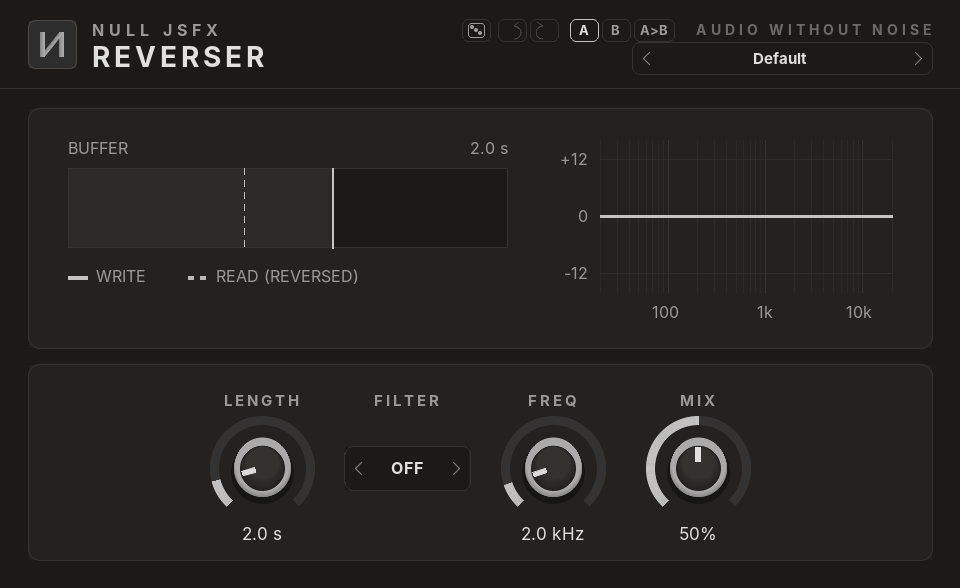 NULL JSFX
REVERSER
A B A>B AUDIO WITHOUT NOISE
Default
BUFFER 2.0 s
WRITE READ (REVERSED)
+12
0
-12
100 1k 10k
LENGTH FILTER FREQ MIX
OFF
2.0 s 2.0 kHz 50%